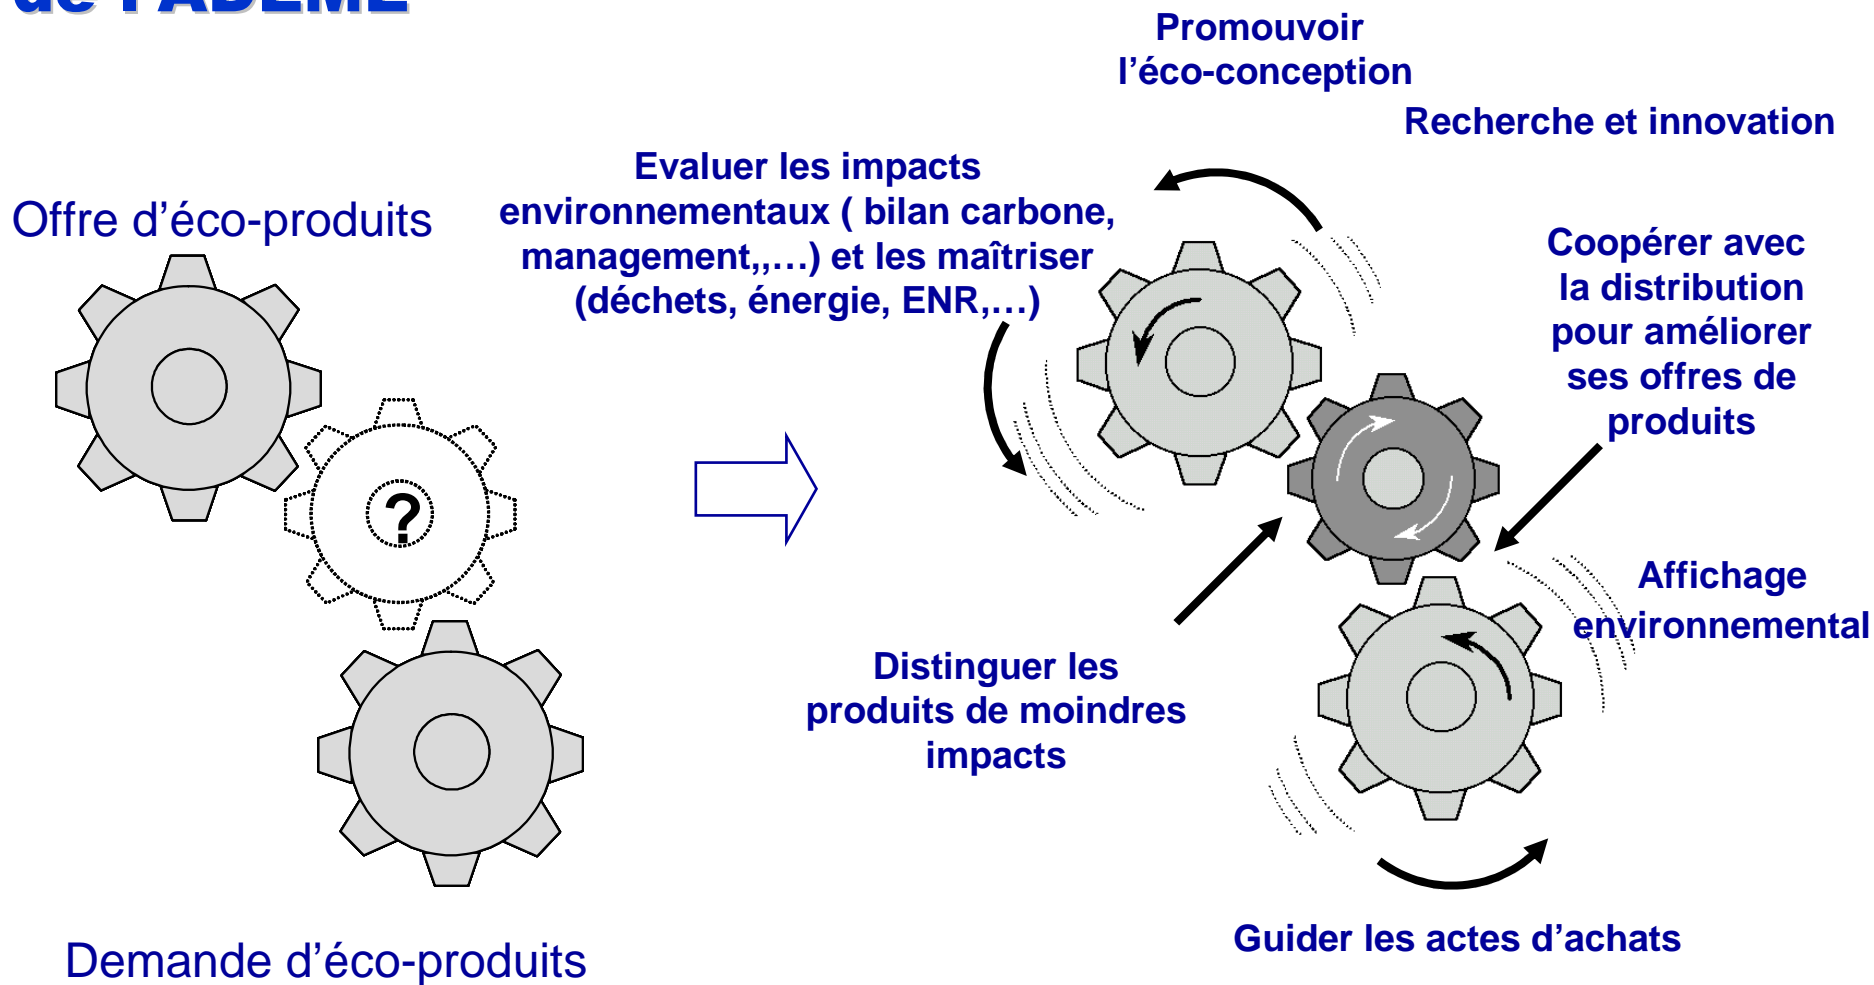 de l'ADEME
Promouvoir
l’éco-conception
Recherche et innovation
Evaluer les impacts
environnementaux ( bilan carbone,
management,,…) et les maîtriser
(déchets, énergie, ENR,…)
Offre d’éco-produits
Coopérer avec
la distribution
pour améliorer
ses offres de
produits
?
Affichage
environnemental
Distinguer les
produits de moindres
impacts
Guider les actes d’achats
Demande d’éco-produits